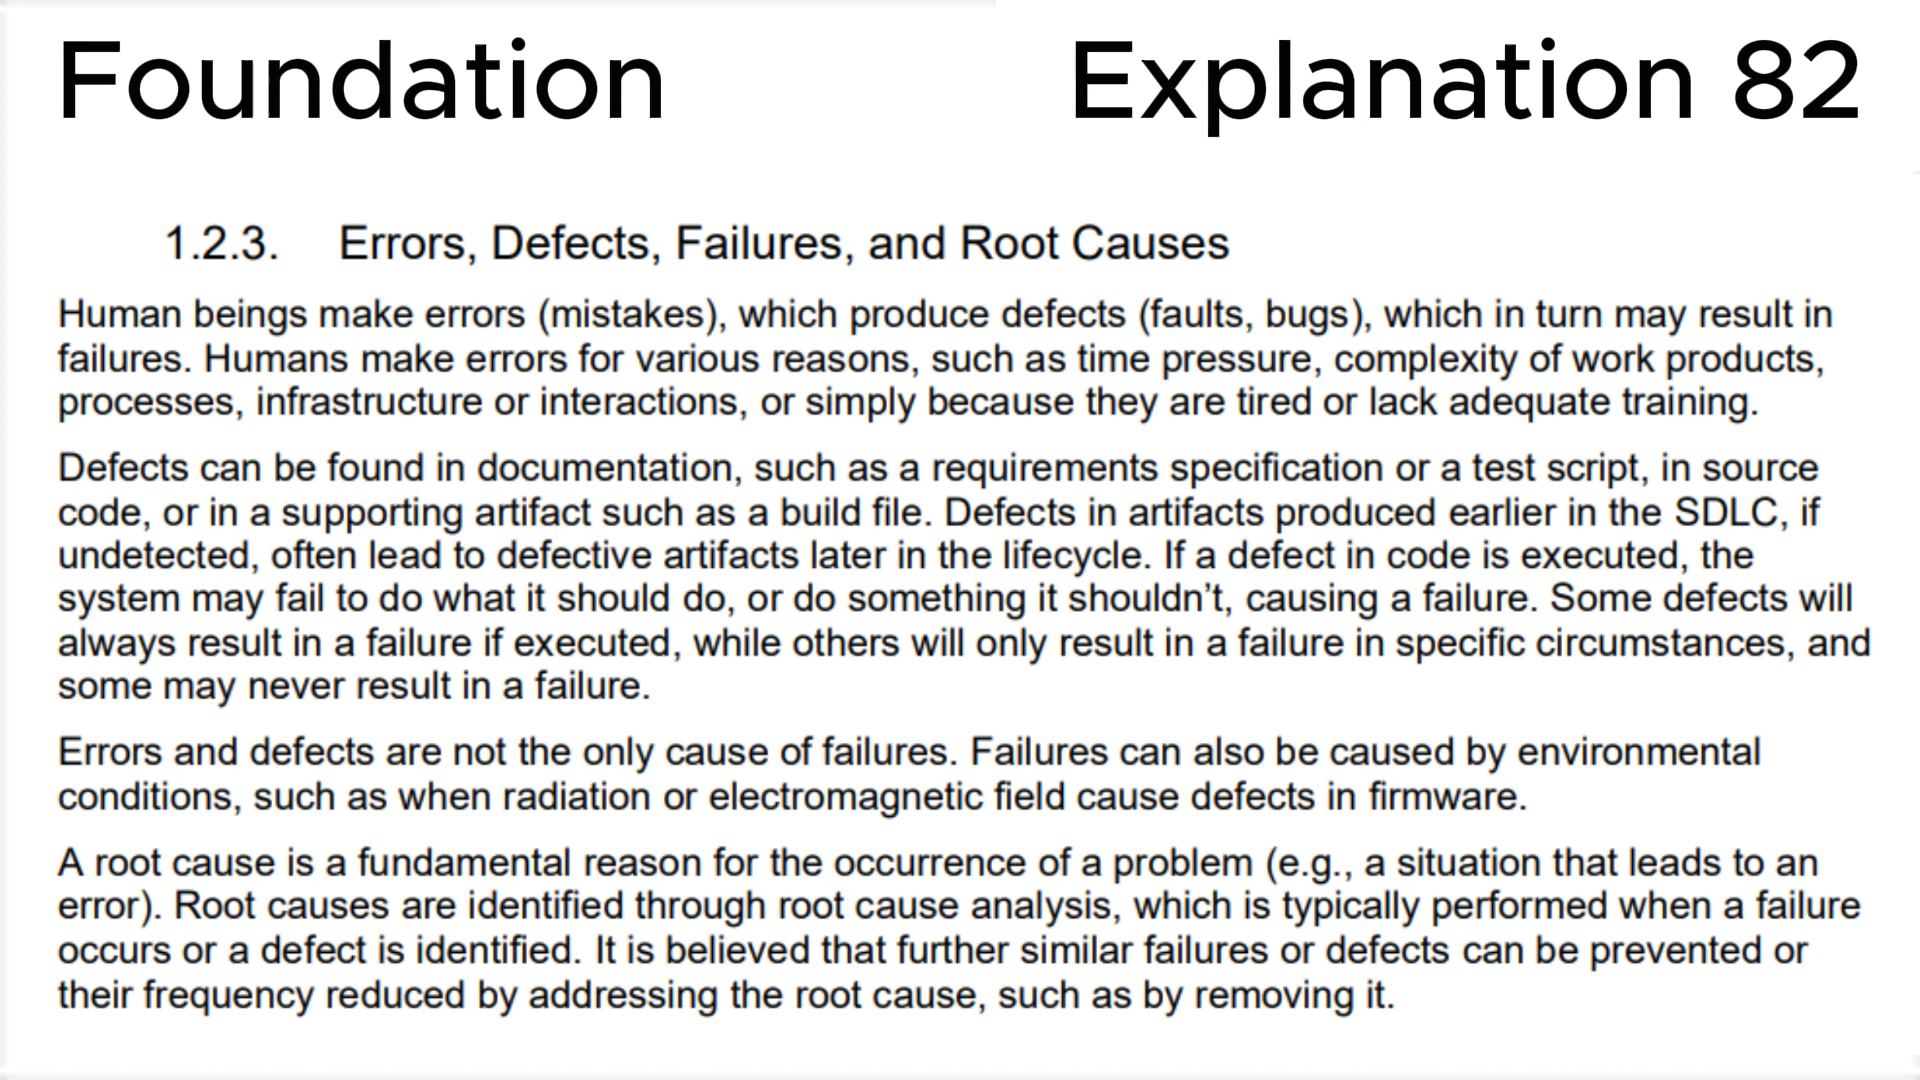 Foundation
Explanation 82
1.2.3. Errors, Defects, Failures, and Root Causes
Human beings make errors (mistakes), which produce defects (faults, bugs), which in turn may result in
failures. Humans make errors for various reasons, such as time pressure, complexity of work products,
processes, infrastructure or interactions, or simply because they are tired or lack adequate training.
Defects can be found in documentation, such as a requirements specification or a test script, in source
code, or in a supporting artifact such as a build file. Defects in artifacts produced earlier in the SDLC, if
undetected, often lead to defective artifacts later in the lifecycle. If a defect in code is executed, the
system may fail to do what it should do, or do something it shouldn’t, causing a failure. Some defects will
always result in a failure if executed, while others will only result in a failure in specific circumstances, and
some may never result in a failure.
Errors and defects are not the only cause of failures. Failures can also be caused by environmental
conditions, such as when radiation or electromagnetic field cause defects in firmware.
A root cause is a fundamental reason for the occurrence of a problem (e.g., a situation that leads to an
error). Root causes are identified through root cause analysis, which is typically performed when a failure
occurs or a defect is identified. It is believed that further similar failures or defects can be prevented or
their frequency reduced by addressing the root cause, such as by removing it.